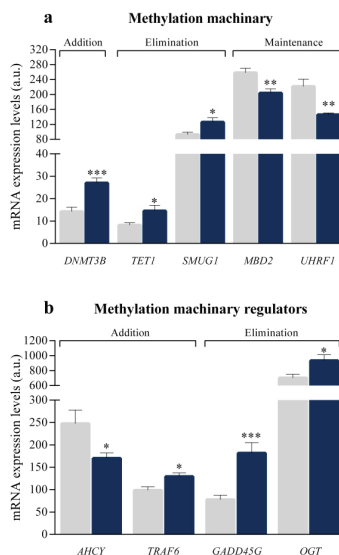 a
Methylation machinary
Addition
Elimination
Maintenance
mRNA expression levels (a.u.)
320
280
240
200
160
120
80
40
30
20
10
0
***
*
*
**
**
DNMT3B
TET1
SMUG1
MBD2
UHRF1
b
Methylation machinary regulators
Addition
Elimination
mRNA expression levels (a.u.)
1200
1000
800
600
300
250
200
150
100
50
0
*
*
***
*
AHCY
TRAF6
GADD45G
OGT